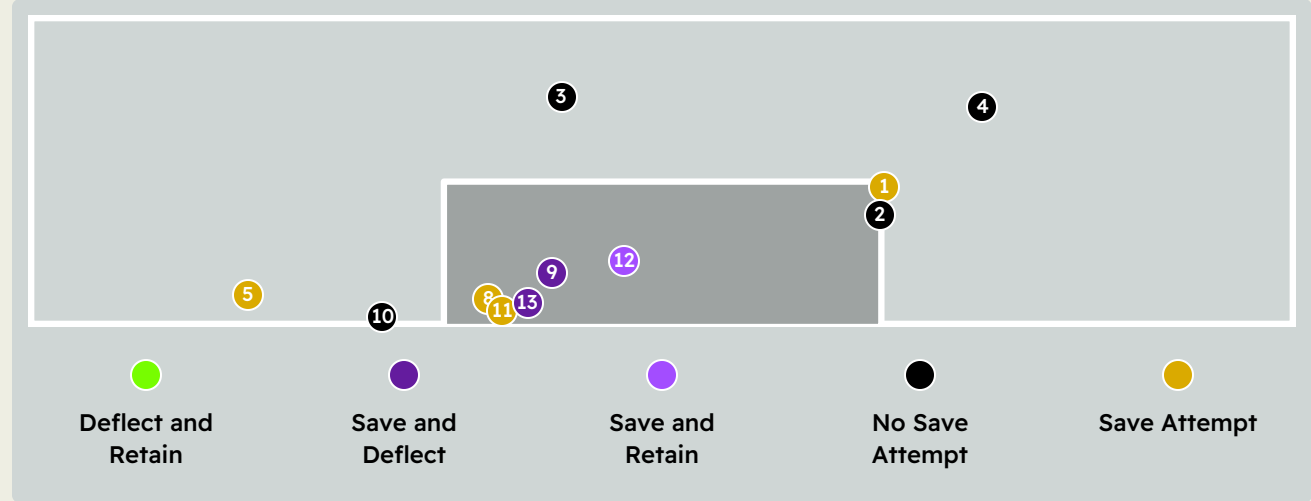 3
4
1
2
12
9
5
8
13
11
10
Deflect and
Retain
Save and
Deflect
Save and
Retain
No Save
Attempt
Save Attempt